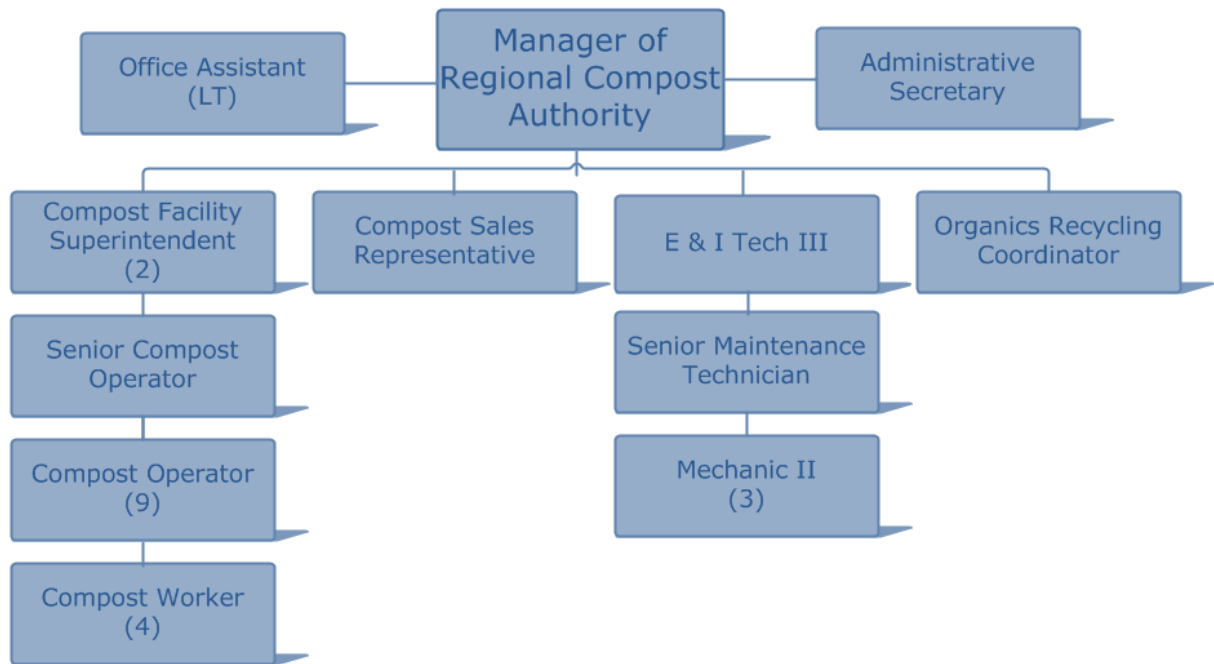 Manager of
Regional Compost
Authority
Office Assistant
(LT)
Administrative
Secretary
Compost Facility
Superintendent
(2)
Compost Sales
Representative
E & I Tech III
Organics Recycling
Coordinator
Senior Compost
Operator
Senior Maintenance
Technician
Compost Operator
(9)
Mechanic II
(3)
Compost Worker
(4)